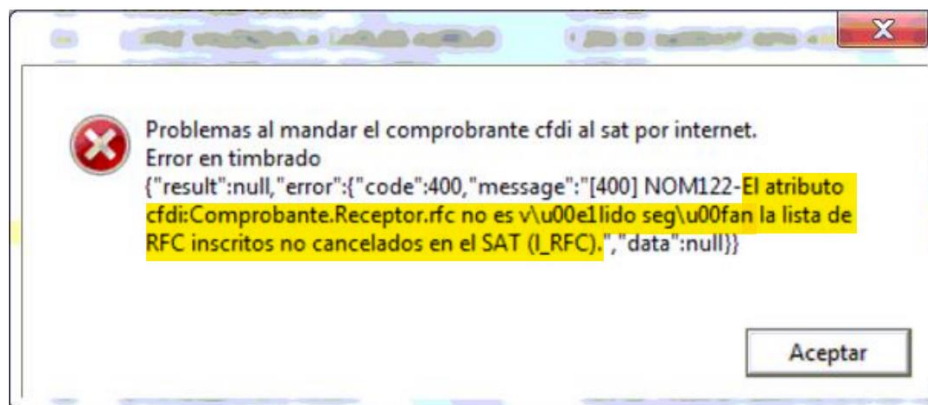 Problemas al mandar el comprobrante cfdi al sat por internet.
Error en timbrado
{"result":null,"error":{"code":400,"message":"[400] NOM122-El atributo
cfdi:Comprobante.Receptor.rfc no es v\u00e1lido seg\u00fan la lista de
RFC inscritos no cancelados en el SAT (l_RFC).","data":null}}
Aceptar